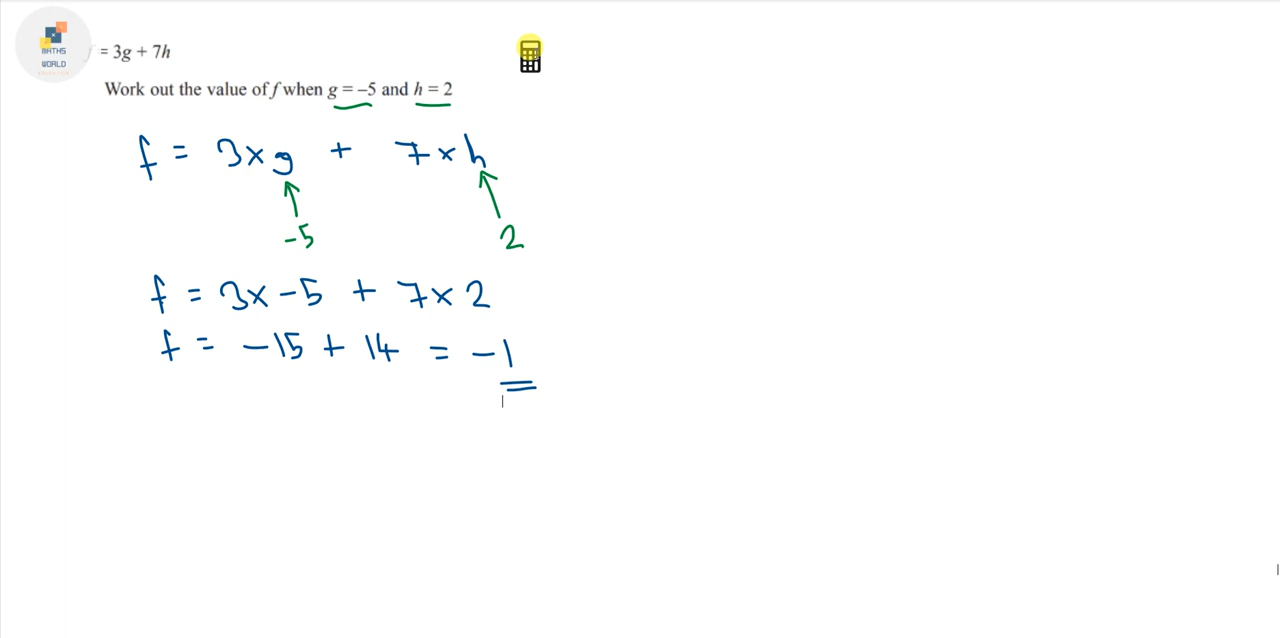 MATHS
WORLD
f = 3g + 7h
Work out the value of f when g = –5 and h = 2
f = 3 × g + 7 × h
-5
2
f = 3 × -5 + 7 × 2
f = -15 + 14 = -1